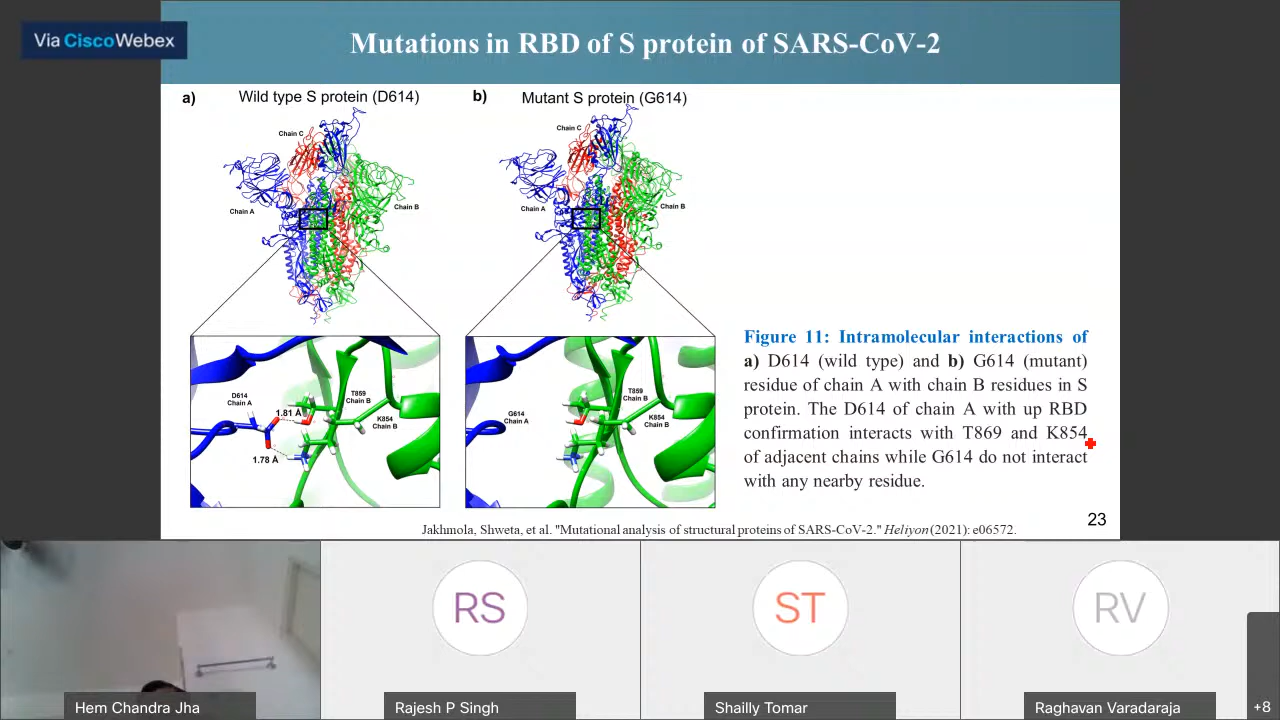 Via CiscoWebex
Mutations in RBD of S protein of SARS-CoV-2
a)
Wild type S protein (D614)
Chain C
Chain A
Chain B
D614
Chain A
1.81 Å
T859
Chain B
K854
Chain B
1.78 Å
b)
Mutant S protein (G614)
Chain C
Chain A
Chain B
G614
Chain A
T859
Chain B
K854
Chain B
Figure 11: Intramolecular interactions of
a) D614 (wild type) and b) G614 (mutant)
residue of chain A with chain B residues in S
protein. The D614 of chain A with up RBD
confirmation interacts with T869 and K854
of adjacent chains while G614 do not interact
with any nearby residue.
23
Jakhmola, Shweta, et al. "Mutational analysis of structural proteins of SARS-CoV-2." Heliyon (2021): e06572.
RS
ST
RV
Hem Chandra Jha
Rajesh P Singh
Shailly Tomar
Raghavan Varadaraja
+8